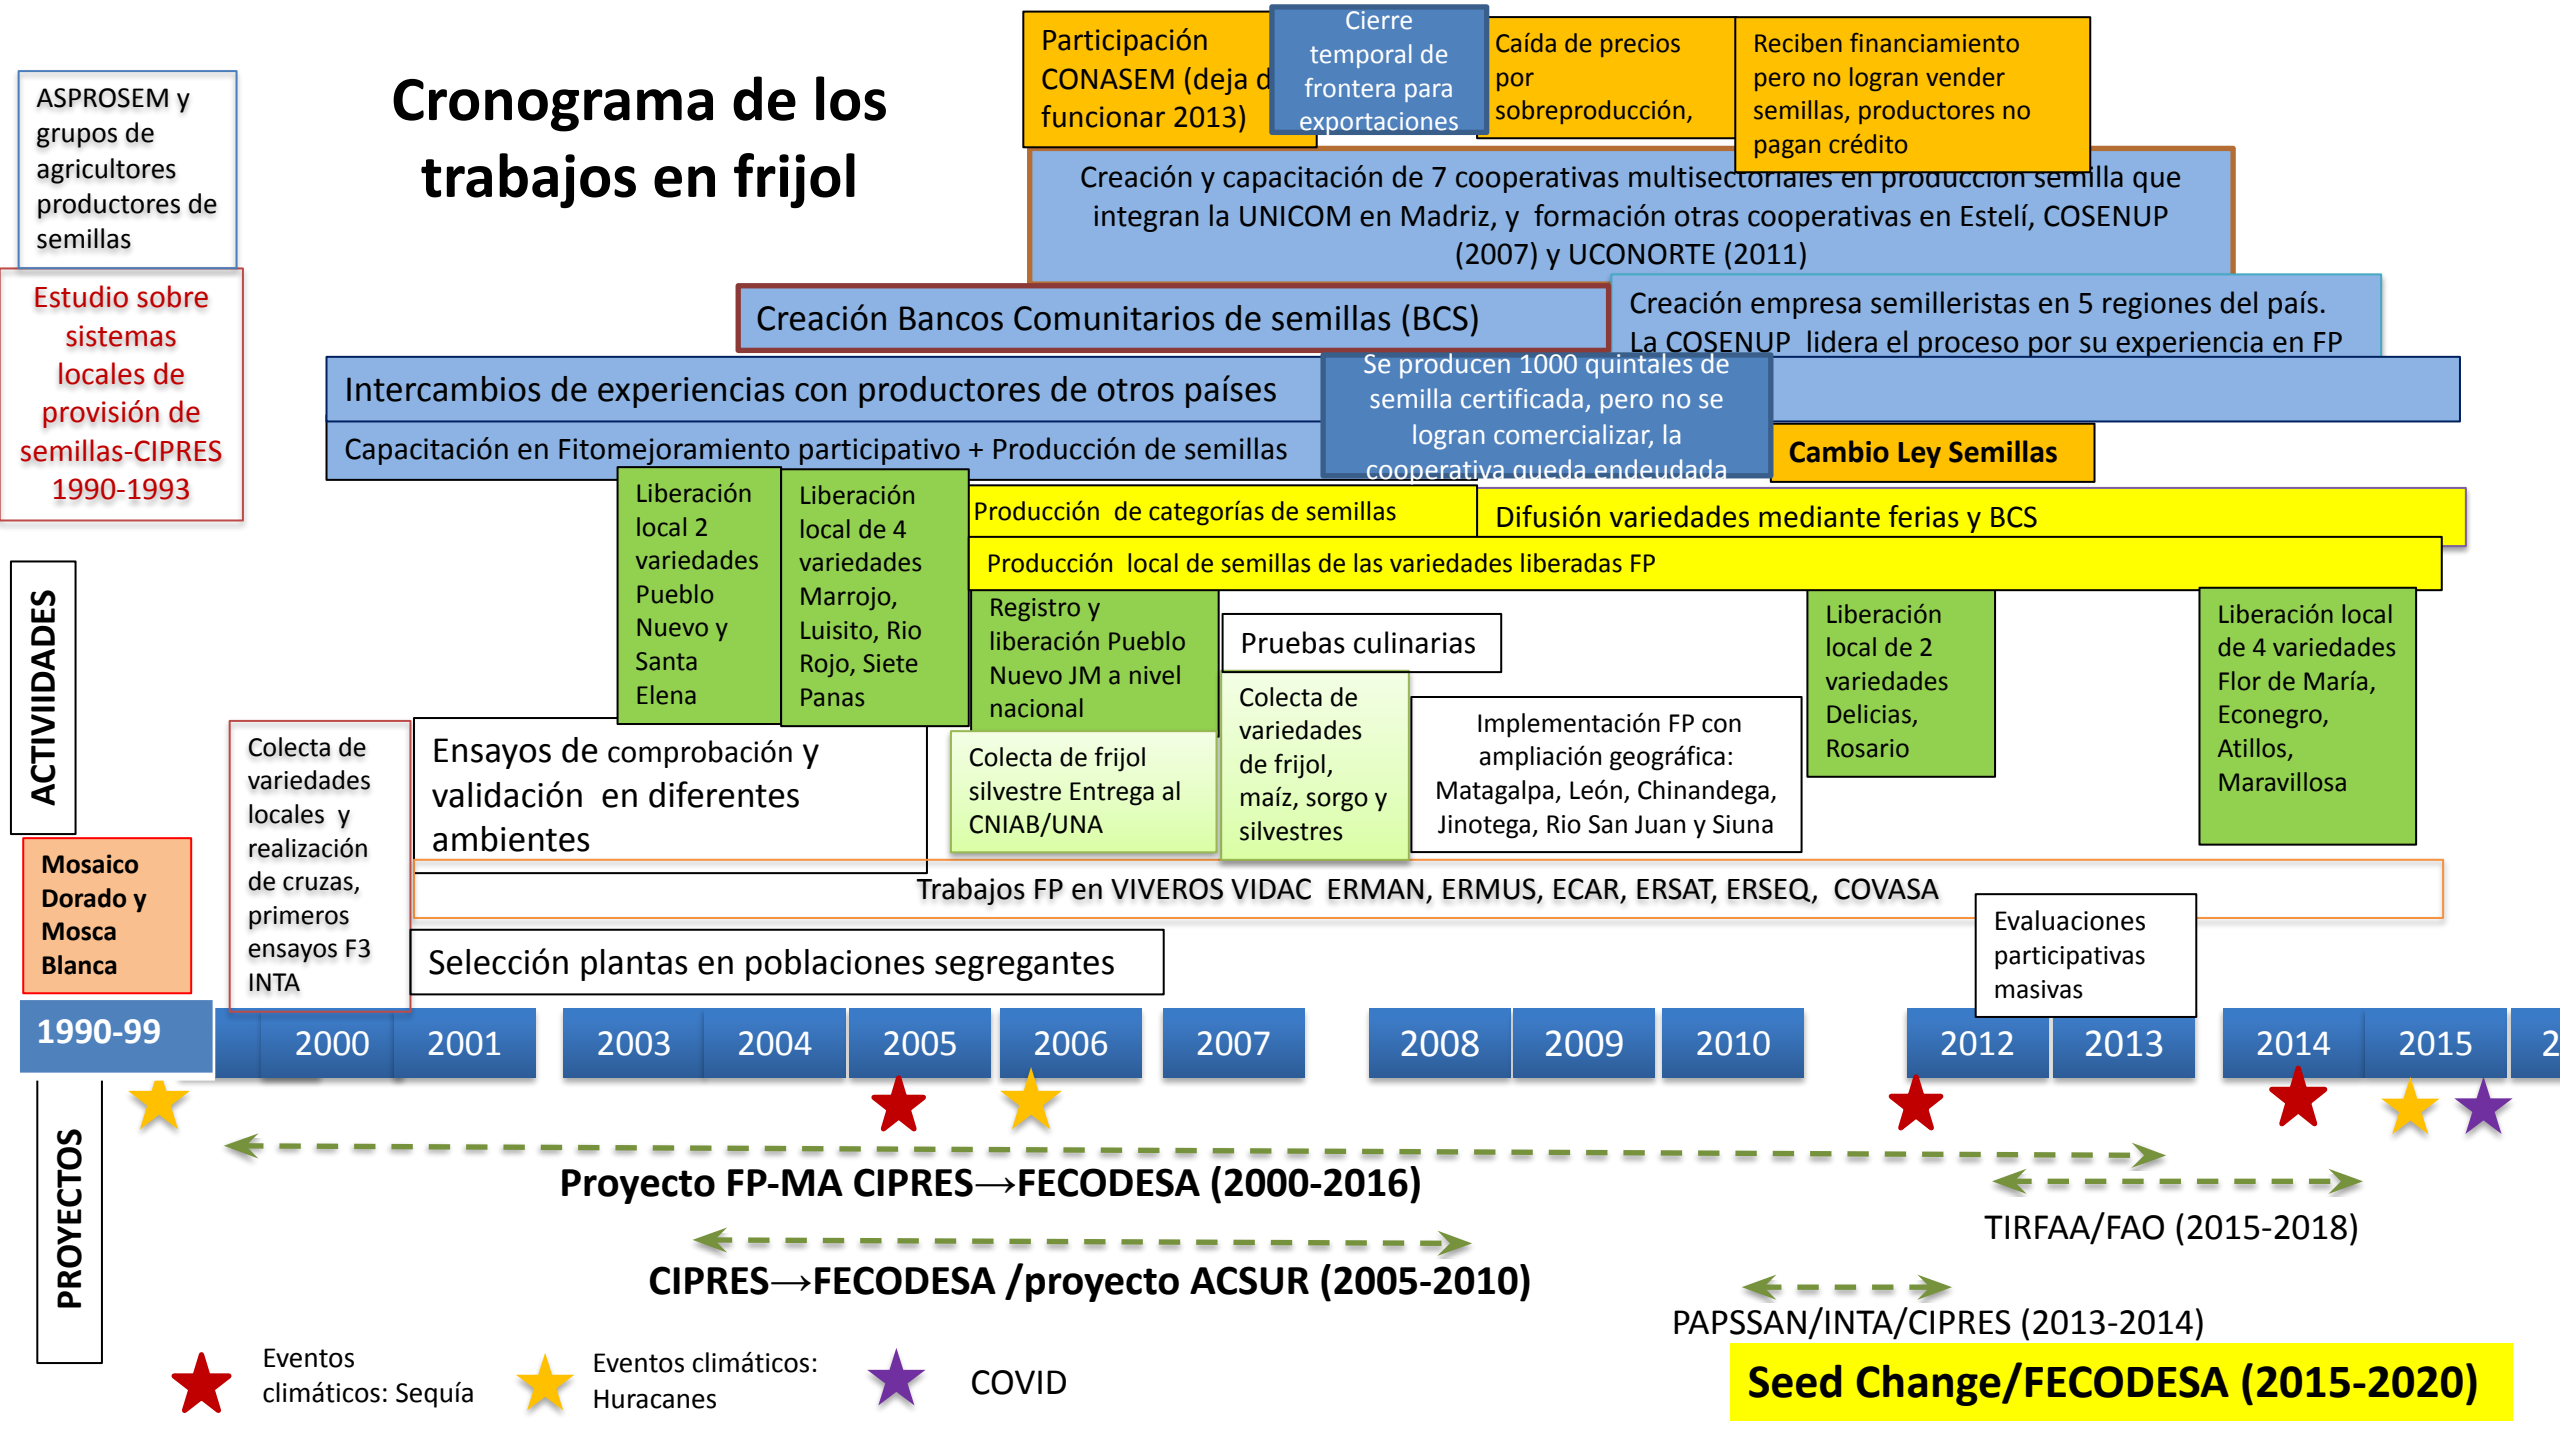 Cronograma de los
trabajos en frijol
ASPROSEM y
grupos de
agricultores
productores de
semillas
Estudio sobre
sistemas
locales de
provisión de
semillas-CIPRES
1990-1993
Participación
CONASEM (deja d
funcionar 2013)
Cierre
temporal de
frontera para
exportaciones
Caída de precios
por
sobreproducción,
Reciben financiamiento
pero no logran vender
semillas, productores no
pagan crédito
Creación y capacitación de 7 cooperativas multisectoriales en producción semilla que
integran la UNICOM en Madriz, y formación otras cooperativas en Estelí, COSENUP
(2007) y UCONORTE (2011)
Creación Bancos Comunitarios de semillas (BCS)
Creación empresa semilleristas en 5 regiones del país.
La COSENUP lidera el proceso por su experiencia en FP
Intercambios de experiencias con productores de otros países
Se producen 1000 quintales de
semilla certificada, pero no se
logran comercializar, la
cooperativa queda endeudada
Capacitación en Fitomejoramiento participativo + Producción de semillas
Cambio Ley Semillas
Liberación
local 2
variedades
Pueblo
Nuevo y
Santa
Elena
Liberación
local de 4
variedades
Marrojo,
Luisito, Rio
Rojo, Siete
Panas
Producción de categorías de semillas
Difusión variedades mediante ferias y BCS
Producción local de semillas de las variedades liberadas FP
Registro y
liberación Pueblo
Nuevo JM a nivel
nacional
Pruebas culinarias
Liberación
local de 2
variedades
Delicias,
Rosario
Liberación local
de 4 variedades
Flor de María,
Econegro,
Atillos,
Maravillosa
ACTIVIIDADES
Mosaico
Dorado y
Mosca
Blanca
Colecta de
variedades
locales y
realización
de cruzas,
primeros
ensayos F3
INTA
Ensayos de comprobación y
validación en diferentes
ambientes
Colecta de frijol
silvestre Entrega al
CNIAB/UNA
Colecta de
variedades
de frijol,
maíz, sorgo y
silvestres
Implementación FP con
ampliación geográfica:
Matagalpa, León, Chinandega,
Jinotega, Rio San Juan y Siuna
Trabajos FP en VIVEROS VIDAC ERMAN, ERMUS, ECAR, ERSAT, ERSEQ, COVASA
Selección plantas en poblaciones segregantes
Evaluaciones
participativas
masivas
1990-99 2000 2001 2003 2004 2005 2006 2007 2008 2009 2010 2012 2013 2014 2015 2
PROYECTOS
Proyecto FP-MA CIPRES→FECODESA (2000-2016)
TIRFAA/FAO (2015-2018)
CIPRES→FECODESA /proyecto ACSUR (2005-2010)
PAPSSAN/INTA/CIPRES (2013-2014)
Seed Change/FECODESA (2015-2020)
Eventos
climáticos: Sequía
Eventos climáticos:
Huracanes
COVID